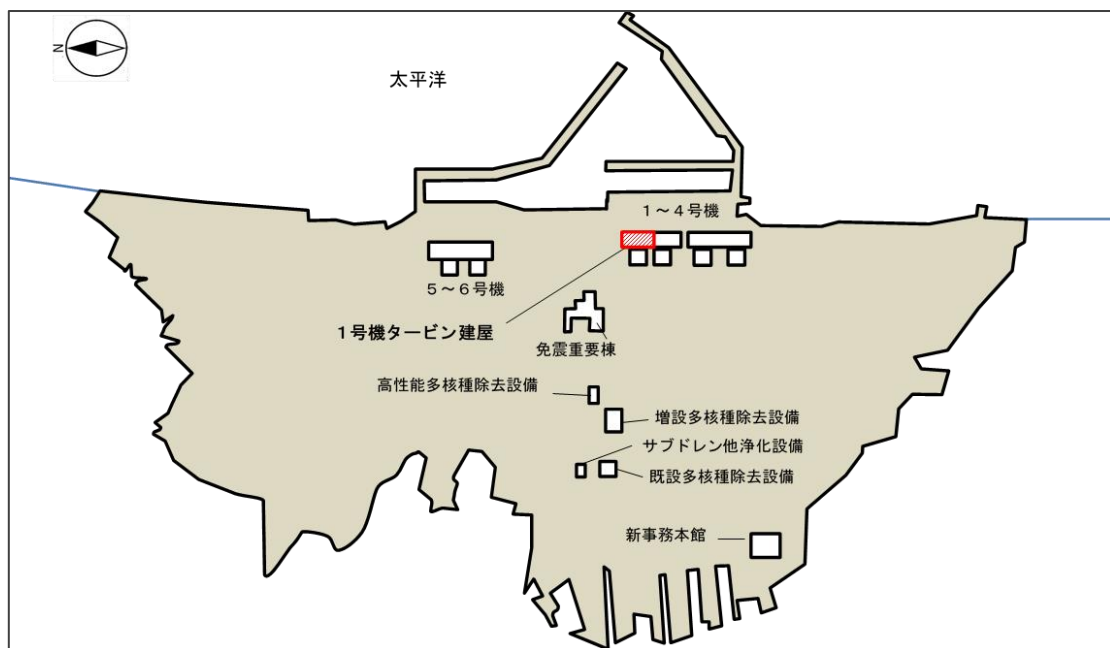 N
太平洋
1~4号機
5~6号機
1号機タービン建屋
免震重要棟
高性能多核種除去設備
増設多核種除去設備
サブドレン他浄化設備
既設多核種除去設備
新事務本館